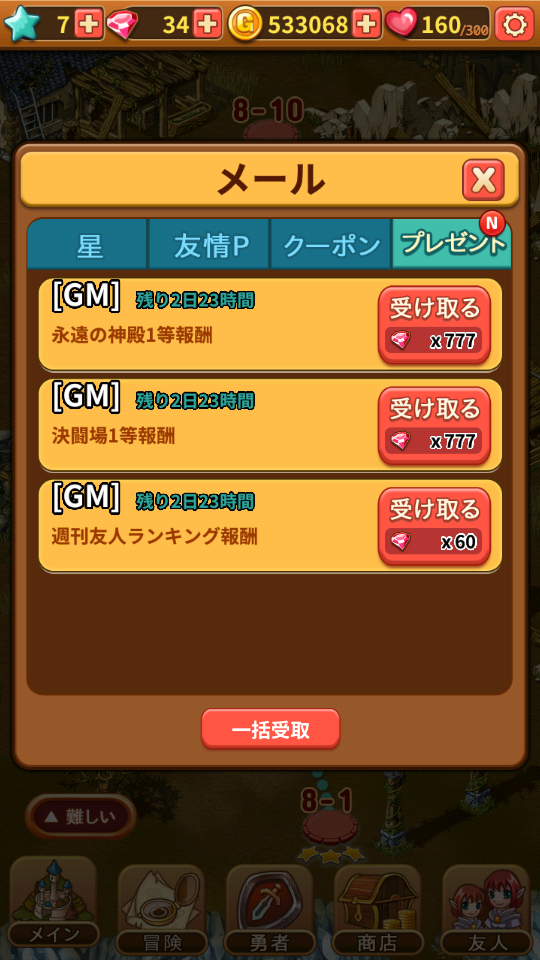 7 34 533068 160/300
8-10
メール
N
星 友情P クーポン プレゼント
[GM] 残り2日23時間
受け取る
永遠の神殿1等報酬
x777
[GM] 残り2日23時間
受け取る
決闘場1等報酬
x777
[GM] 残り2日23時間
受け取る
週刊友人ランキング報酬
x60
一括受取
8-1
▲ 難しい
メイン 冒険 勇者 商店 友人